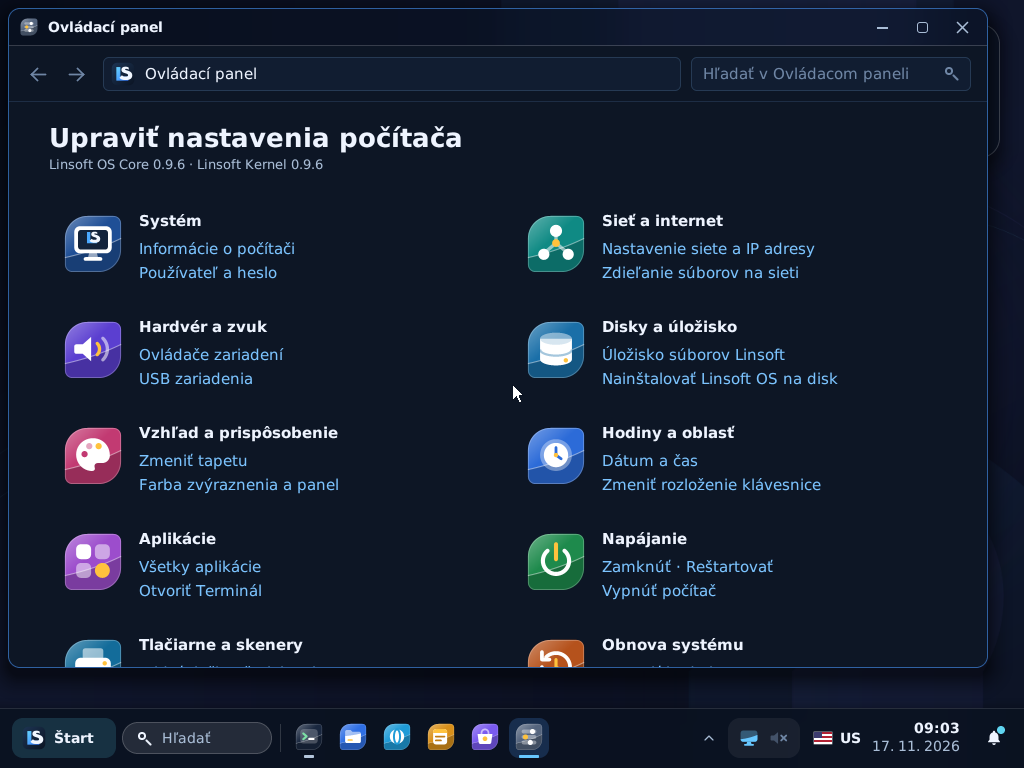 Ovládací panel
Ovládací panel
Hľadať v Ovládacom paneli
Upraviť nastavenia počítača
Linsoft OS Core 0.9.6 · Linsoft Kernel 0.9.6
Systém
Informácie o počítači
Používateľ a heslo
Sieť a internet
Nastavenie siete a IP adresy
Zdieľanie súborov na sieti
Hardvér a zvuk
Ovládače zariadení
USB zariadenia
Disky a úložisko
Úložisko súborov Linsoft
Nainštalovať Linsoft OS na disk
Vzhľad a prispôsobenie
Zmeniť tapetu
Farba zvýraznenia a panel
Hodiny a oblasť
Dátum a čas
Zmeniť rozloženie klávesnice
Aplikácie
Všetky aplikácie
Otvoriť Terminál
Napájanie
Zamknúť · Reštartovať
Vypnúť počítač
Tlačiarne a skenery
Obnova systému
LS Štart
Hľadať
US
09:03
17. 11. 2026